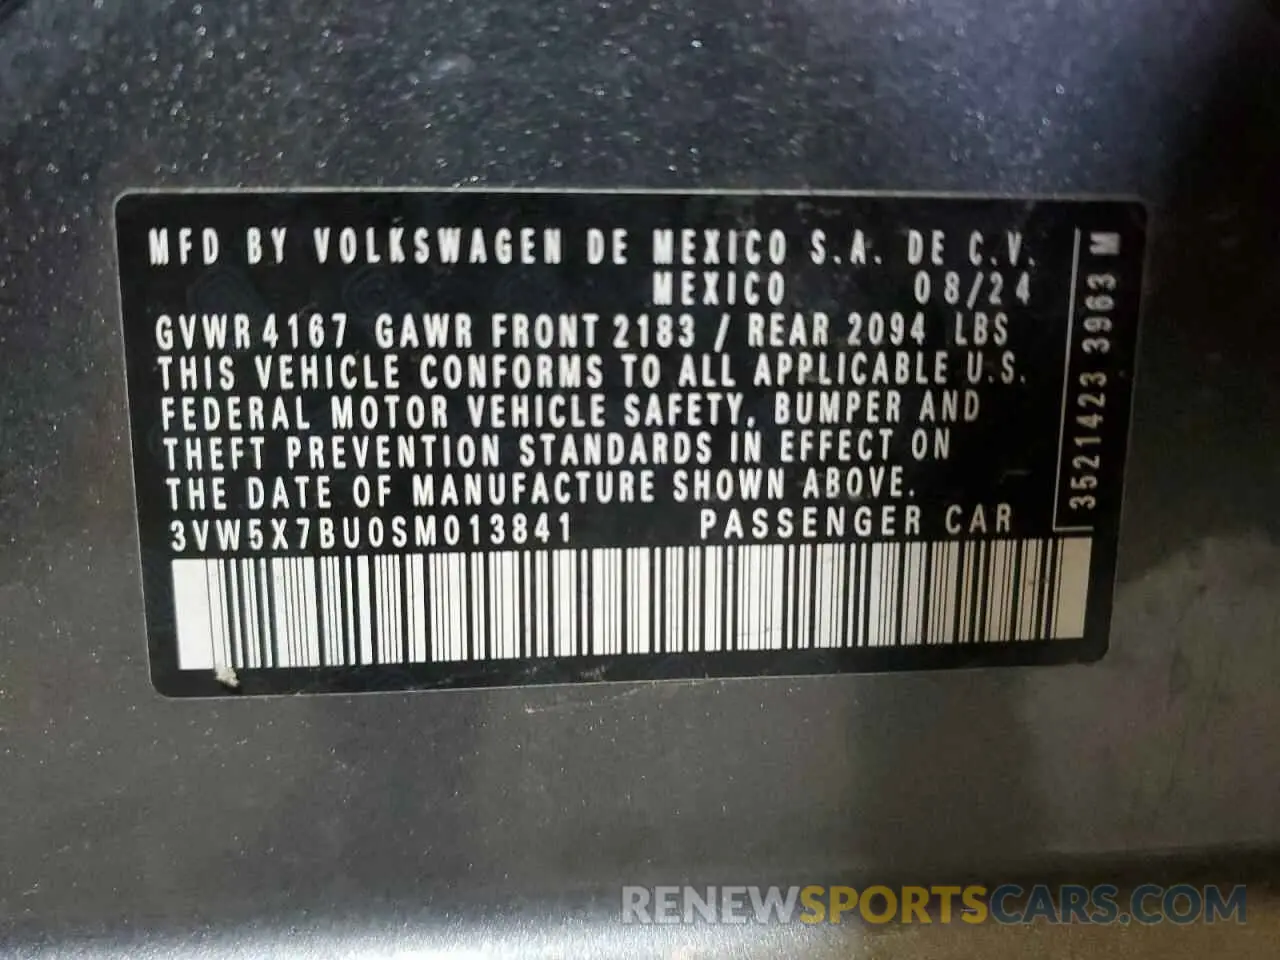 MFD BY VOLKSWAGEN DE MEXICO S.A. DE C.V.
MEXICO 08/24
GVWR 4167 GAWR FRONT 2183 / REAR 2094 LBS
THIS VEHICLE CONFORMS TO ALL APPLICABLE U.S.
FEDERAL MOTOR VEHICLE SAFETY, BUMPER AND
THEFT PREVENTION STANDARDS IN EFFECT ON
THE DATE OF MANUFACTURE SHOWN ABOVE.
3VW5X7BU0SM013841 PASSENGER CAR
3521423 3963 M
RENEWSPORTSCARS.COM